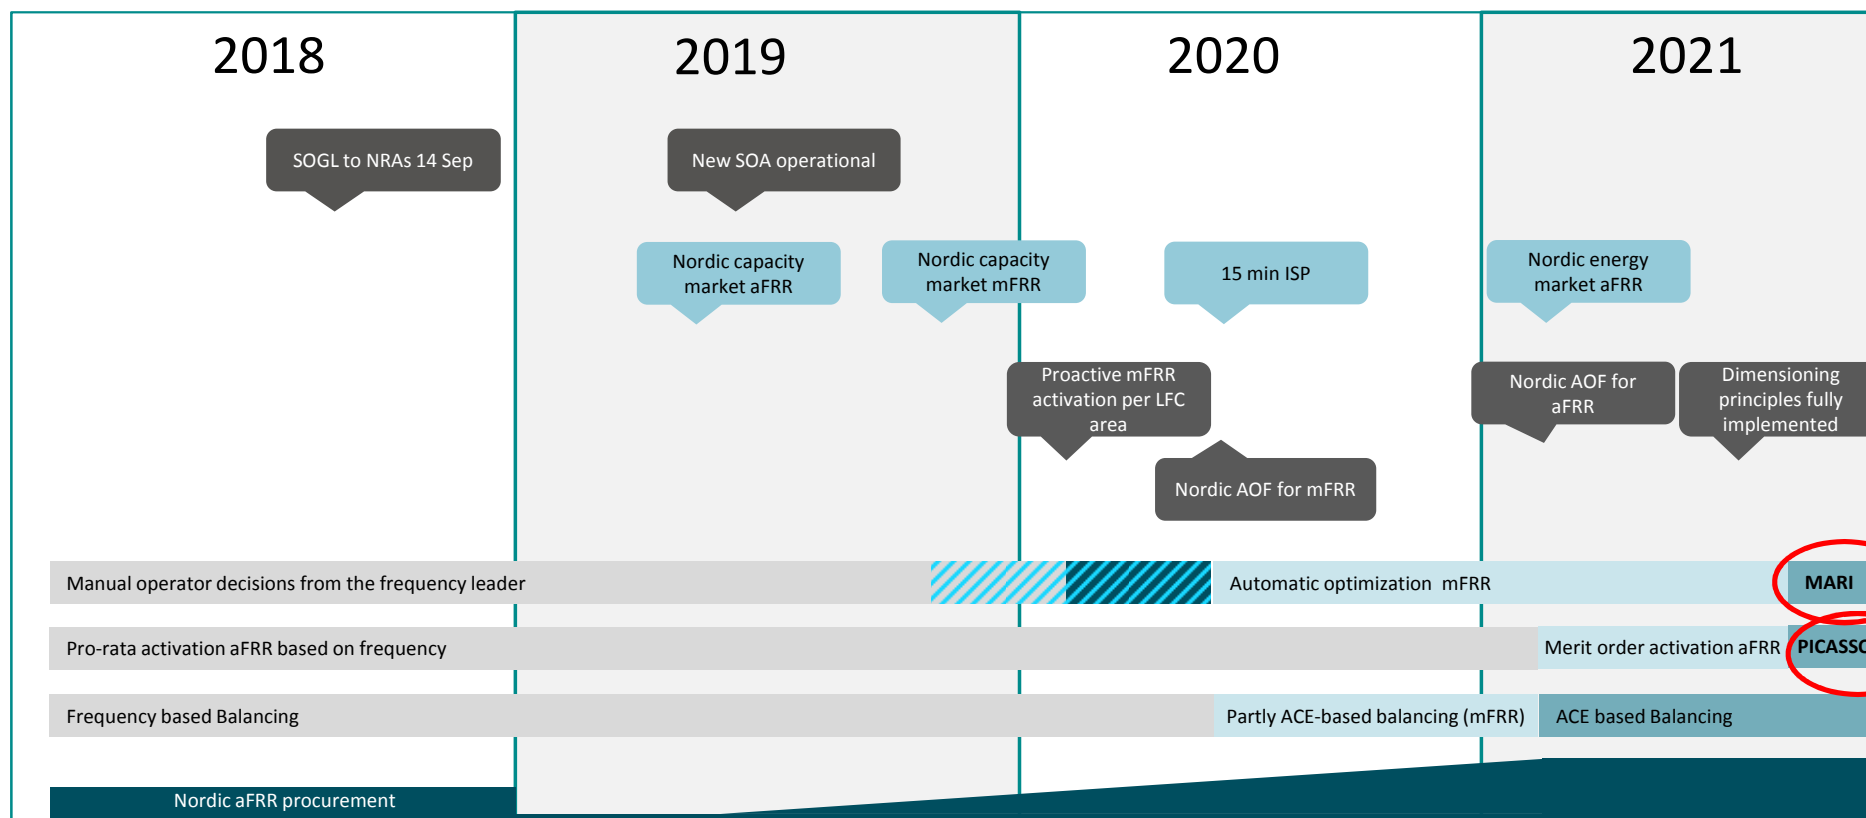 2018
2019
2020
2021
SOGL to NRAs 14 Sep
New SOA operational
Nordic capacity
market aFRR
Nordic capacity
market mFRR
15 min ISP
Nordic energy
market aFRR
Proactive mFRR
activation per LFC
area
Nordic AOF for
aFRR
Dimensioning
principles fully
implemented
Nordic AOF for mFRR
Manual operator decisions from the frequency leader
Automatic optimization mFRR
MARI
Pro-rata activation aFRR based on frequency
Merit order activation aFRR
PICASSO
Frequency based Balancing
Partly ACE-based balancing (mFRR)
ACE based Balancing
Nordic aFRR procurement